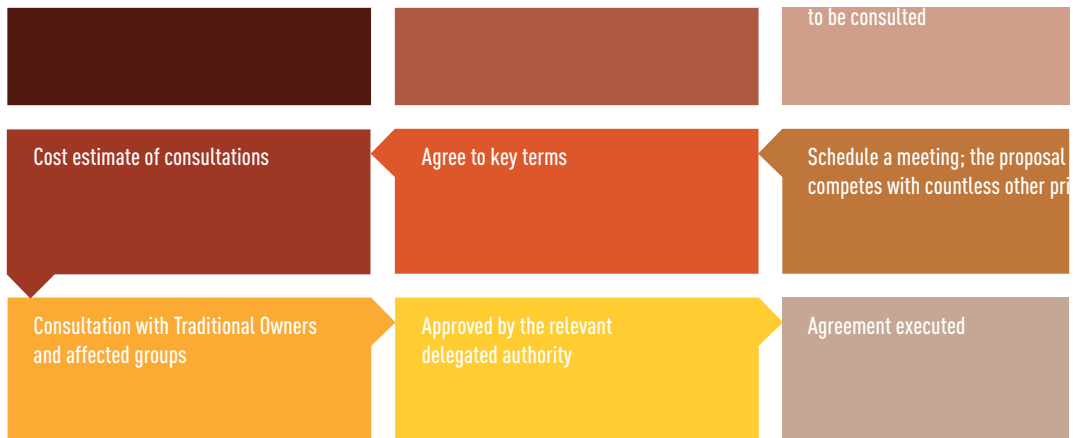 to be consulted
Cost estimate of consultations
Agree to key terms
Schedule a meeting; the proposal
competes with countless other
Consultation with Traditional Owners
and affected groups
Approved by the relevant
delegated authority
Agreement executed